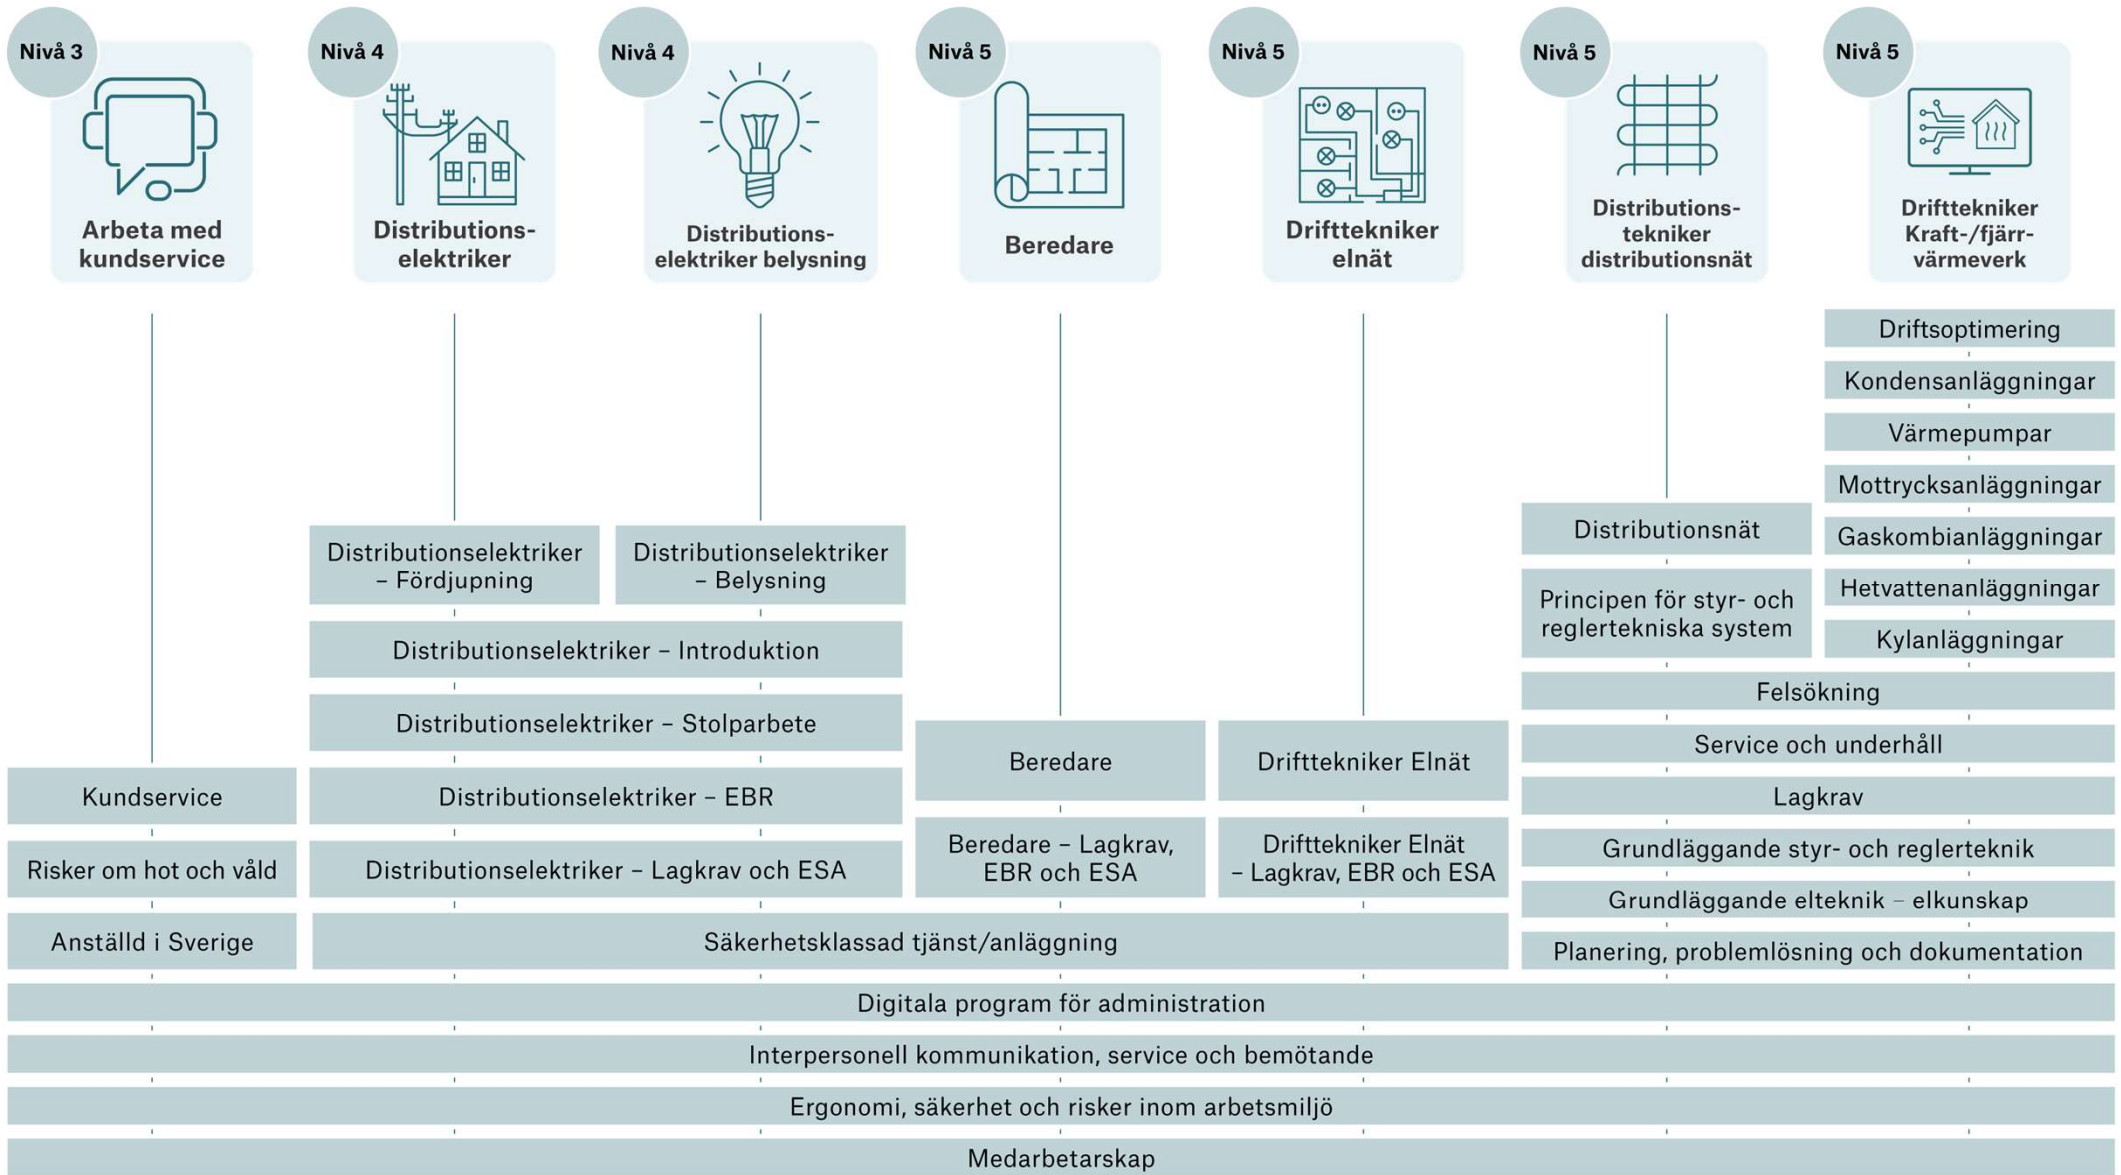 Nivå 3
Arbeta med
kundservice
Nivå 4
Distributions-
elektriker
Nivå 4
Distributions-
elektriker belysning
Nivå 5
Beredare
Nivå 5
Drifttekniker
elnät
Nivå 5
Distributions-
tekniker
distributionsnät
Nivå 5
Drifttekniker
Kraft-/fjärr-
värmeverk
Driftsoptimering
Kondensanläggningar
Värmepumpar
Mottrycksanläggningar
Gaskombianläggningar
Hetvattenanläggningar
Kylanläggningar
Distributionsnät
Principen för styr- och
reglertekniska system
Distributionselektriker
– Fördjupning
Distributionselektriker
– Belysning
Distributionselektriker – Introduktion
Distributionselektriker – Stolparbete
Distributionselektriker – EBR
Distributionselektriker – Lagkrav och ESA
Beredare
Beredare – Lagkrav,
EBR och ESA
Drifttekniker Elnät
Drifttekniker Elnät
– Lagkrav, EBR och ESA
Felsökning
Service och underhåll
Lagkrav
Grundläggande styr- och reglerteknik
Grundläggande elteknik – elkunskap
Planering, problemlösning och dokumentation
Kundservice
Risker om hot och våld
Anställd i Sverige
Säkerhetsklassad tjänst/anläggning
Digitala program för administration
Interpersonell kommunikation, service och bemötande
Ergonomi, säkerhet och risker inom arbetsmiljö
Medarbetarskap